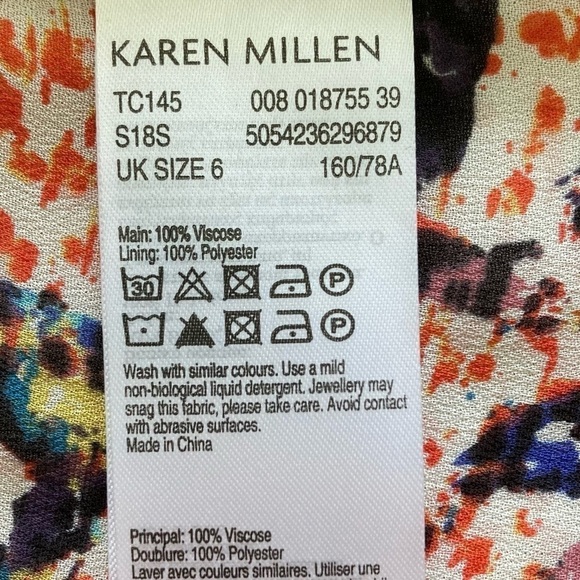 KAREN MILLEN
TC145 008 018755 39
S18S 5054236296879
UK SIZE 6 160/78A
Main: 100% Viscose
Lining: 100% Polyester
30 P
P
Wash with similar colours. Use a mild
non-biological liquid detergent. Jewellery may
snag this fabric, please take care. Avoid contact
with abrasive surfaces.
Made in China
Principal: 100% Viscose
Doublure: 100% Polyester
Laver avec couleurs similaires. Utiliser une